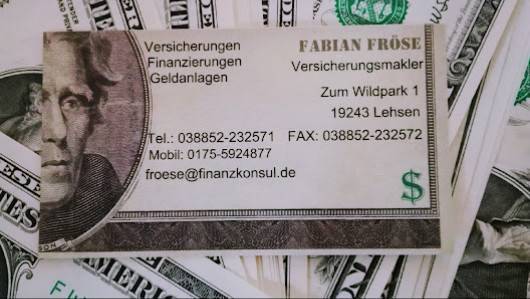 Versicherungen
Finanzierungen
Geldanlagen
FABIAN FRÖSE
Versicherungsmakler
Zum Wildpark 1
19243 Lehsen
Tel.: 038852-232571 FAX: 038852-232572
Mobil: 0175-5924877
froese@finanzkonsul.de
$